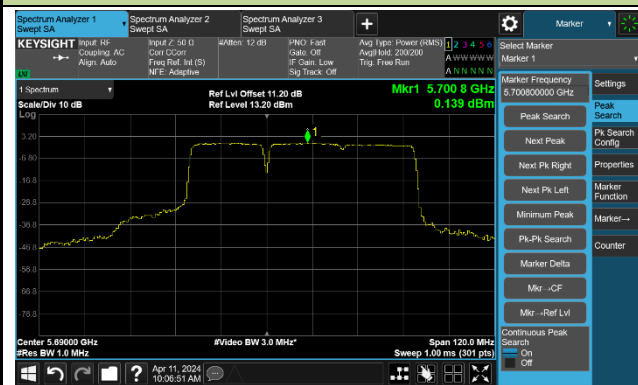 Spectrum Analyzer 1
Swept SA
Spectrum Analyzer 2
Swept SA
Spectrum Analyzer 3
Swept SA
+
Marker
KEYSIGHT
Input: RF
Coupling: AC
Align: Auto
Input Z: 50 Ω
Corr CCorr
Freq Ref: Int (S)
NFE: Adaptive
#Atten: 12 dB
PNO: Fast
Gate: Off
IF Gain: Low
Sig Track: Off
Avg Type: Power (RMS)
Avg|Hold: 200/200
Trig: Free Run
1 2 3 4 5 6
A W W W W W
A N N N N N
Select Marker
Marker 1
LXI
1 Spectrum
Scale/Div 10 dB
Log
Ref Lvl Offset 11.20 dB
Ref Level 13.20 dBm
Mkr1 5.700 8 GHz
0.139 dBm
1
3.20
-6.80
-16.8
-26.8
-36.8
-46.8
-56.8
-66.8
-76.8
Center 5.69000 GHz
#Res BW 1.0 MHz
#Video BW 3.0 MHz*
Span 120.0 MHz
Sweep 1.00 ms (301 pts)
Marker Frequency
5.700800000 GHz
Peak Search
Next Peak
Next Pk Right
Next Pk Left
Minimum Peak
Pk-Pk Search
Marker Delta
Mkr→CF
Mkr→Ref Lvl
Continuous Peak
Search
On
Off
Settings
Peak
Search
Pk Search
Config
Properties
Marker
Function
Marker→
Counter
?
Apr 11, 2024
10:06:51 AM